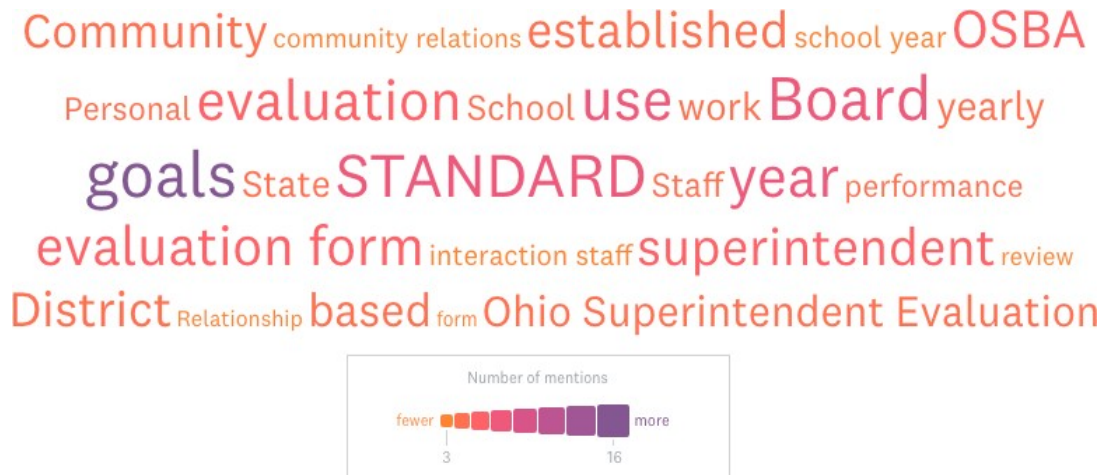 Community community relations established school year OSBA
Personal evaluation School use work Board yearly
goals State STANDARD Staff year performance
evaluation form interaction staff superintendent review
District Relationship based form Ohio Superintendent Evaluation
Number of mentions
fewer more
3 16